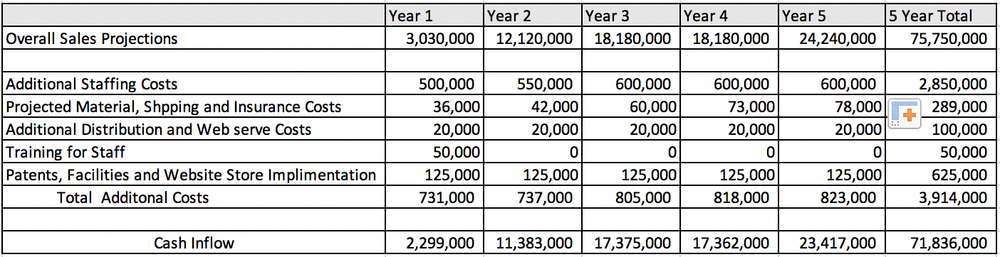 Year 1 Year 2 Year 3 Year 4 Year 5 5 Year Total
Overall Sales Projections 3,030,000 12,120,000 18,180,000 18,180,000 24,240,000 75,750,000
Additional Staffing Costs 500,000 550,000 600,000 600,000 600,000 2,850,000
Projected Material, Shpping and Insurance Costs 36,000 42,000 60,000 73,000 78,000 289,000
Additional Distribution and Web serve Costs 20,000 20,000 20,000 20,000 20,000 100,000
Training for Staff 50,000 0 0 0 0 50,000
Patents, Facilities and Website Store Implimentation 125,000 125,000 125,000 125,000 125,000 625,000
Total Additonal Costs 731,000 737,000 805,000 818,000 823,000 3,914,000
Cash Inflow 2,299,000 11,383,000 17,375,000 17,362,000 23,417,000 71,836,000